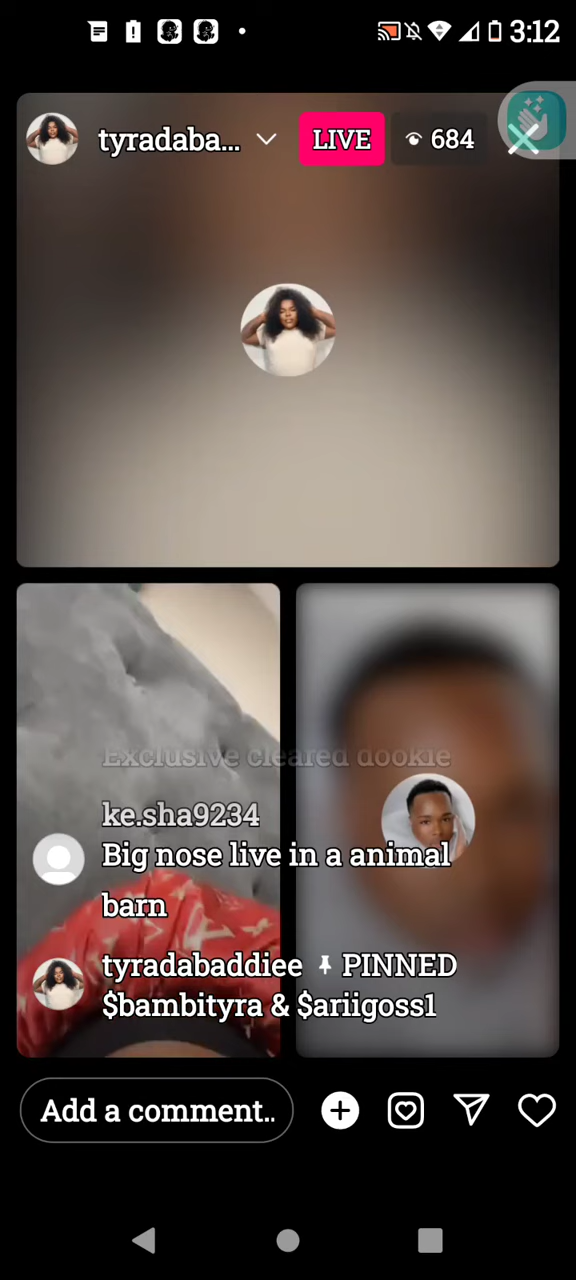 3:12
tyradaba...
LIVE
684
Exclusive cleared dookie
ke.sha9234
Big nose live in a animal
barn
tyradabaddiee PINNED
$bambityra & $ariigoss1
Add a comment..